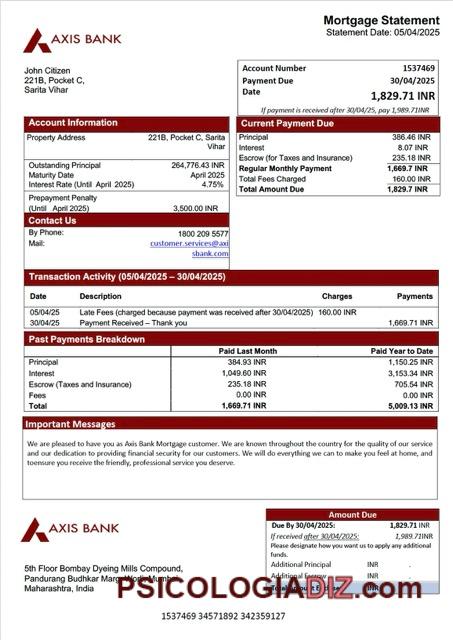 Mortgage Statement
Statement Date: 05/04/2025
AXIS BANK
John Citizen
221B, Pocket C,
Sarita Vihar
Account Number 1537469
Payment Due 30/04/2025
Date
1,829.71 INR
If payment is received after 30/04/25, pay 1,989.71INR
Account Information
Property Address 221B, Pocket C, Sarita
Vihar
Outstanding Principal 264,776.43 INR
Maturity Date April 2025
Interest Rate (Until April 2025) 4.75%
Prepayment Penalty
(Until April 2025) 3,500.00 INR
Contact Us
By Phone: 1800 209 5577
Mail: customer.services@axi
sbank.com
Current Payment Due
Principal 386.46 INR
Interest 8.07 INR
Escrow (for Taxes and Insurance) 235.18 INR
Regular Monthly Payment 1,669.7 INR
Total Fees Charged 160.00 INR
Total Amount Due 1,829.7 INR
Transaction Activity (05/04/2025 – 30/04/2025)
Date Description Charges Payments
05/04/25 Late Fees (charged because payment was received after 30/04/2025) 160.00 INR
30/04/25 Payment Received – Thank you 1,669.71 INR
Past Payments Breakdown
Paid Last Month Paid Year to Date
Principal 384.93 INR 1,150.25 INR
Interest 1,049.60 INR 3,153.34 INR
Escrow (Taxes and Insurance) 235.18 INR 705.54 INR
Fees 0.00 INR 0.00 INR
Total 1,669.71 INR 5,009.13 INR
Important Messages
We are pleased to have you as Axis Bank Mortgage customer. We are known throughout the country for the quality of our service
and our dedication to providing financial security for our customers. We will do everything we can to make you feel at home, and
toensure you receive the friendly, professional service you deserve.
AXIS BANK
5th Floor Bombay Dyeing Mills Compound,
Pandurang Budhkar Marg, Worli, Mumbai
Maharashtra, India
Amount Due
Due By 30/04/2025: 1,829.71 INR
If received after 30/04/2025: 1,989.71INR
Please designate how you want us to apply any additional
funds.
Additional Principal INR .
Additional Escrow INR .
Total Amount INR .
PSICOLOGIADIZ.com
1537469 34571892 342359127